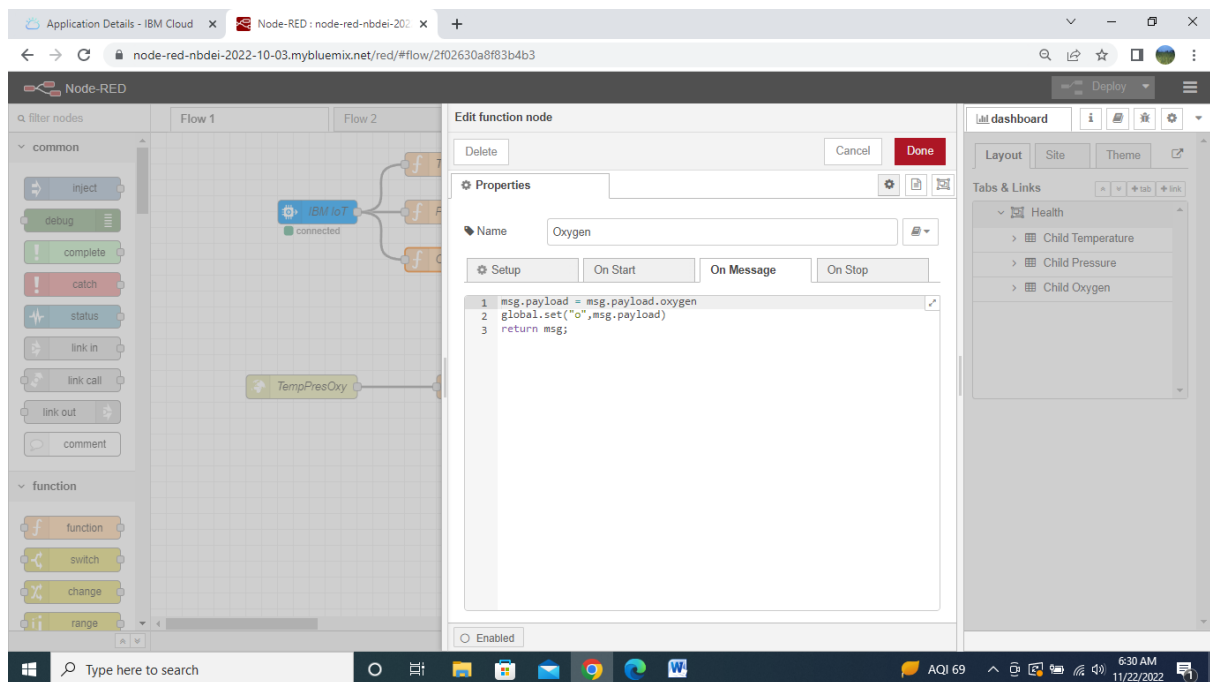 Application Details - IBM Cloud
Node-RED : node-red-nbdei-202
node-red-nbdei-2022-10-03.mybluemix.net/red/#flow/2f02630a8f83b4b3
Node-RED
Deploy
filter nodes
Flow 1
Flow 2
Edit function node
dashboard
i
common
Delete
Cancel
Done
Layout
Site
Theme
inject
IBM IoT
connected
Properties
Tabs & Links
+ tab
+ link
debug
Health
complete
Name
Oxygen
Child Temperature
catch
Setup
On Start
On Message
On Stop
Child Pressure
status
Child Oxygen
1 msg.payload = msg.payload.oxygen
2 global.set("o",msg.payload)
3 return msg;
link in
link call
TempPresOxy
link out
comment
function
function
switch
change
range
Enabled
Type here to search
AQI 69
6:30 AM
11/22/2022